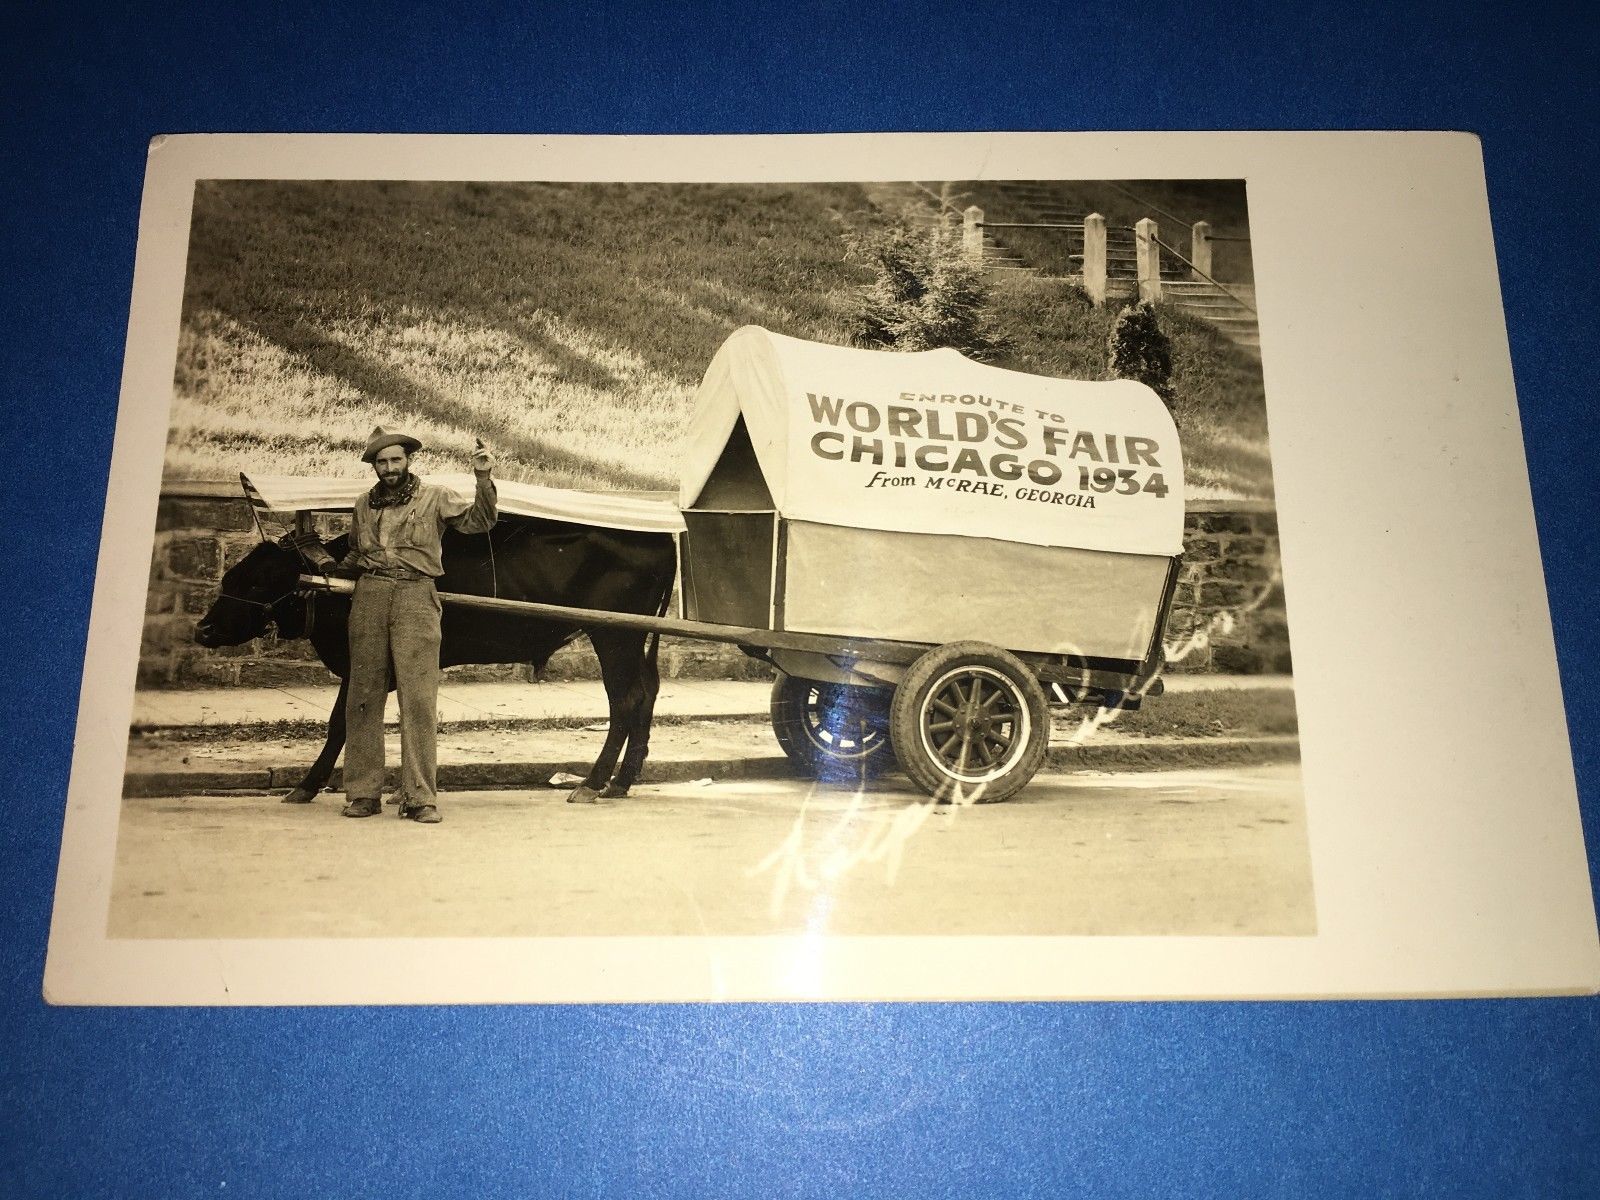 ENROUTE TO
WORLD'S FAIR
CHICAGO 1934
from McRAE, GEORGIA